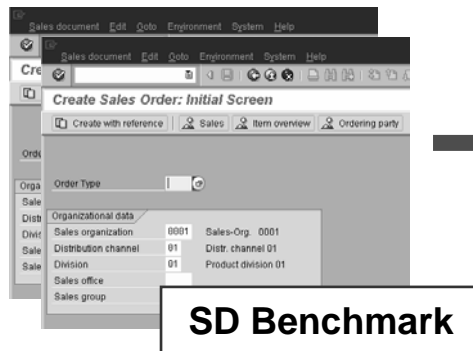 Sales document Edit Goto Environment System Help
Cre
Orde
Orga
Sale
Distr
Divis
Sale
Sale
Sales document Edit Goto Environment System Help
Create Sales Order: Initial Screen
Create with reference Sales Item overview Ordering party
Order Type
Organizational data
Sales organization 0001 Sales-Org. 0001
Distribution channel 01 Distr. channel 01
Division 01 Product division 01
Sales office
Sales group
SD Benchmark